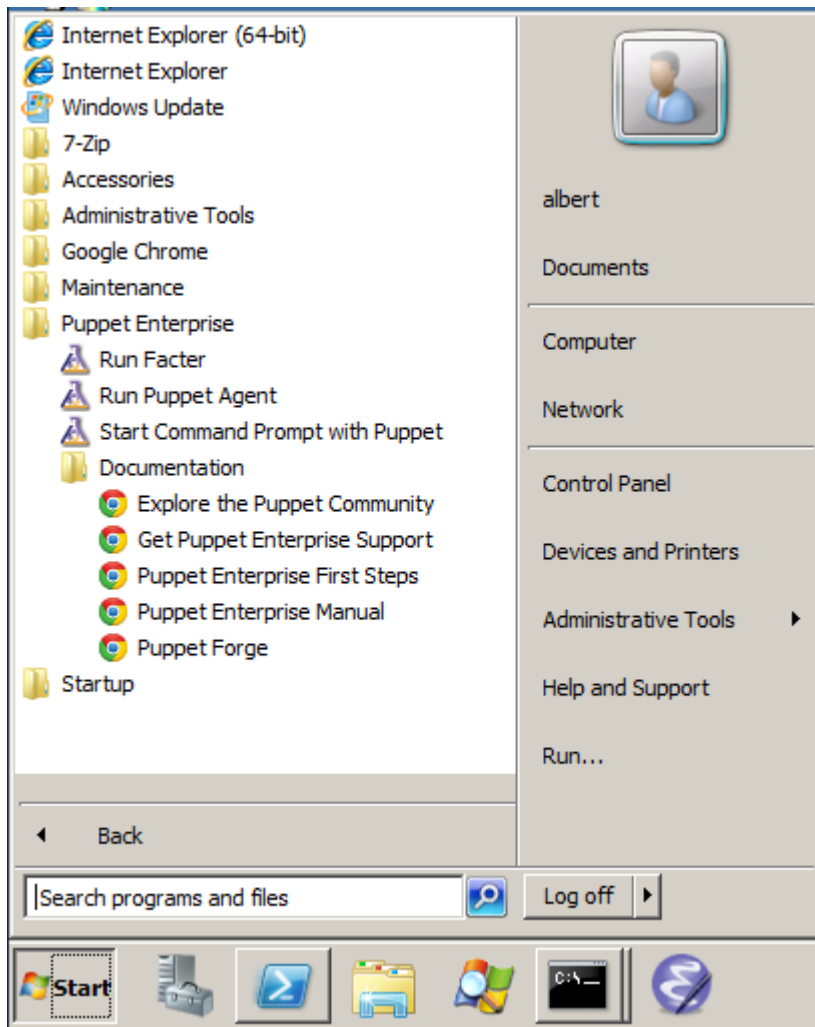 Internet Explorer (64-bit)
Internet Explorer
Windows Update
7-Zip
Accessories
Administrative Tools
Google Chrome
Maintenance
Puppet Enterprise
Run Facter
Run Puppet Agent
Start Command Prompt with Puppet
Documentation
Explore the Puppet Community
Get Puppet Enterprise Support
Puppet Enterprise First Steps
Puppet Enterprise Manual
Puppet Forge
Startup
Back
Search programs and files
albert
Documents
Computer
Network
Control Panel
Devices and Printers
Administrative Tools
Help and Support
Run...
Log off
Start
C:\_